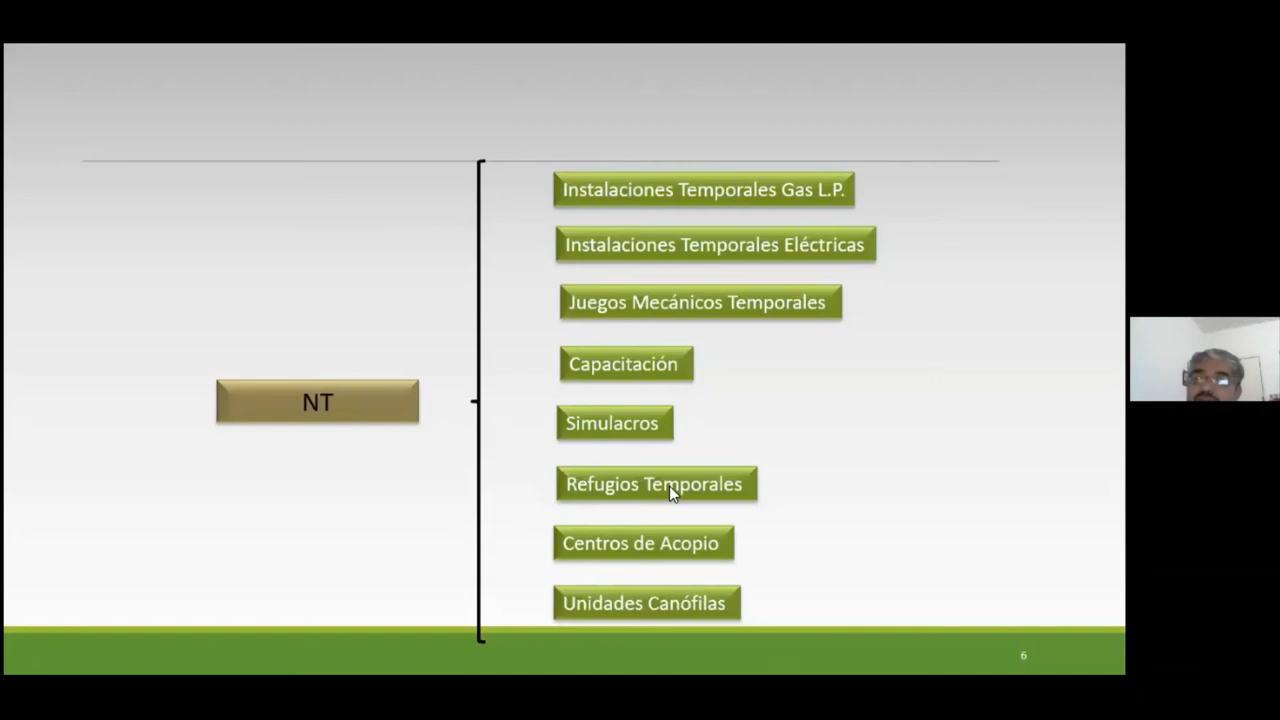 Instalaciones Temporales Gas L.P.
Instalaciones Temporales Eléctricas
Juegos Mecánicos Temporales
Capacitación
NT
Simulacros
Refugios Temporales
Centros de Acopio
Unidades Canófilas
6